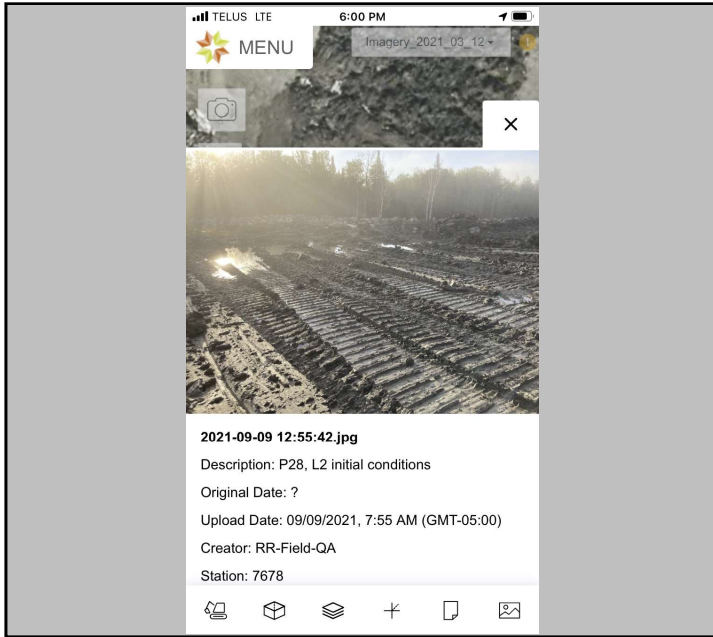 TELUS LTE 6:00 PM
MENU
Imagery_2021_03_12
2021-09-09 12:55:42.jpg
Description: P28, L2 initial conditions
Original Date: ?
Upload Date: 09/09/2021, 7:55 AM (GMT-05:00)
Creator: RR-Field-QA
Station: 7678